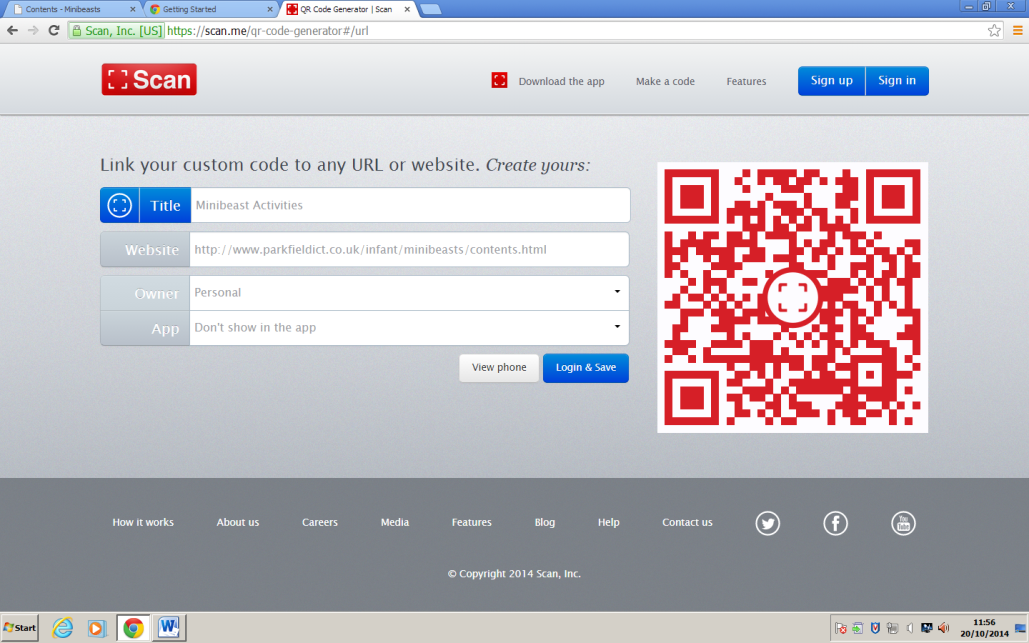 Contents - Minibeasts
Getting Started
QR Code Generator | Scan
Scan, Inc. [US] https://scan.me/qr-code-generator#/url
Scan
Download the app
Make a code
Features
Sign up
Sign in
Link your custom code to any URL or website. Create yours:
Title Minibeast Activities
Website http://www.parkfieldict.co.uk/infant/minibeasts/contents.html
Owner Personal
App Don't show in the app
View phone
Login & Save
How it works
About us
Careers
Media
Features
Blog
Help
Contact us
You Tube
© Copyright 2014 Scan, Inc.
Start
11:56
20/10/2014